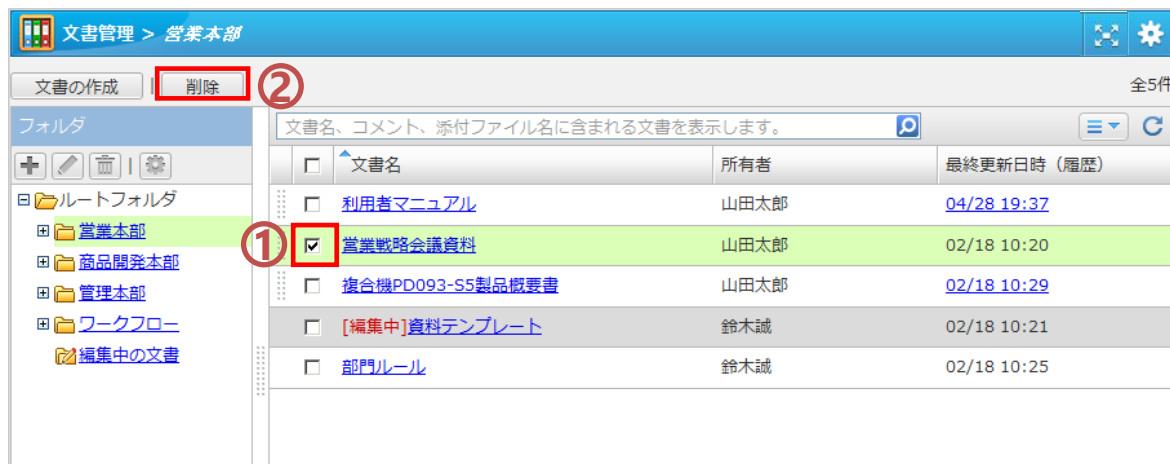 文書管理 > 営業本部
文書の作成 | 削除 ②
全5件
フォルダ
文書名、コメント、添付ファイル名に含まれる文書を表示します。
文書名 所有者 最終更新日時（履歴）
ルートフォルダ
利用者マニュアル 山田太郎 04/28 19:37
営業本部
① 営業戦略会議資料 山田太郎 02/18 10:20
商品開発本部
複合機PD093-S5製品概要書 山田太郎 02/18 10:29
管理本部
ワークフロー
[編集中]資料テンプレート 鈴木誠 02/18 10:21
編集中の文書
部門ルール 鈴木誠 02/18 10:25